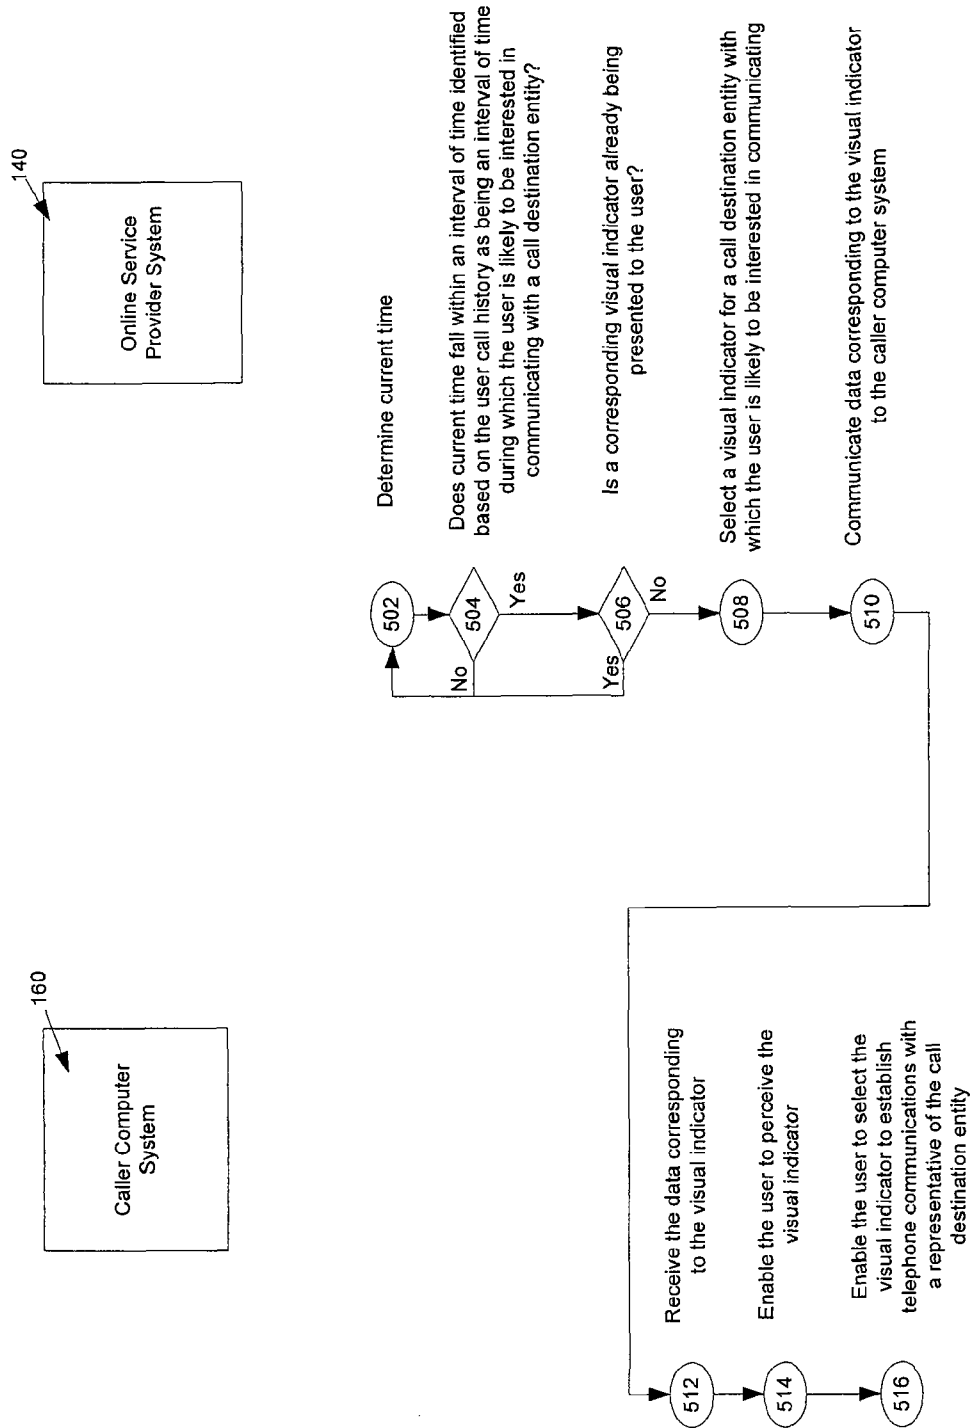 160
Caller Computer
System
140
Online Service
Provider System
502
Determine current time
504
Does current time fall within an interval of time identified
based on the user call history as being an interval of time
during which the user is likely to be interested in
communicating with a call destination entity?
No
Yes
506
Is a corresponding visual indicator already being
presented to the user?
Yes
No
508
Select a visual indicator for a call destination entity with
which the user is likely to be interested in communicating
510
Communicate data corresponding to the visual indicator
to the caller computer system
512
Receive the data corresponding
to the visual indicator
514
Enable the user to perceive the
visual indicator
516
Enable the user to select the
visual indicator to establish
telephone communications with
a representative of the call
destination entity